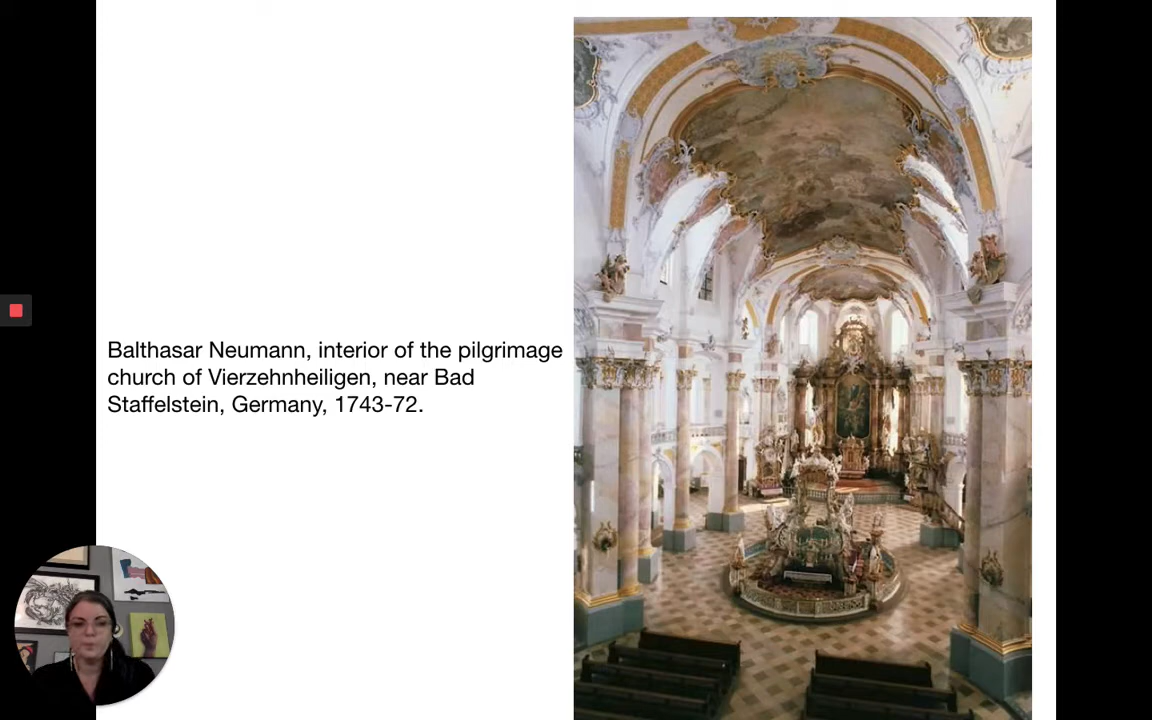 Balthasar Neumann, interior of the pilgrimage
church of Vierzehnheiligen, near Bad
Staffelstein, Germany, 1743-72.